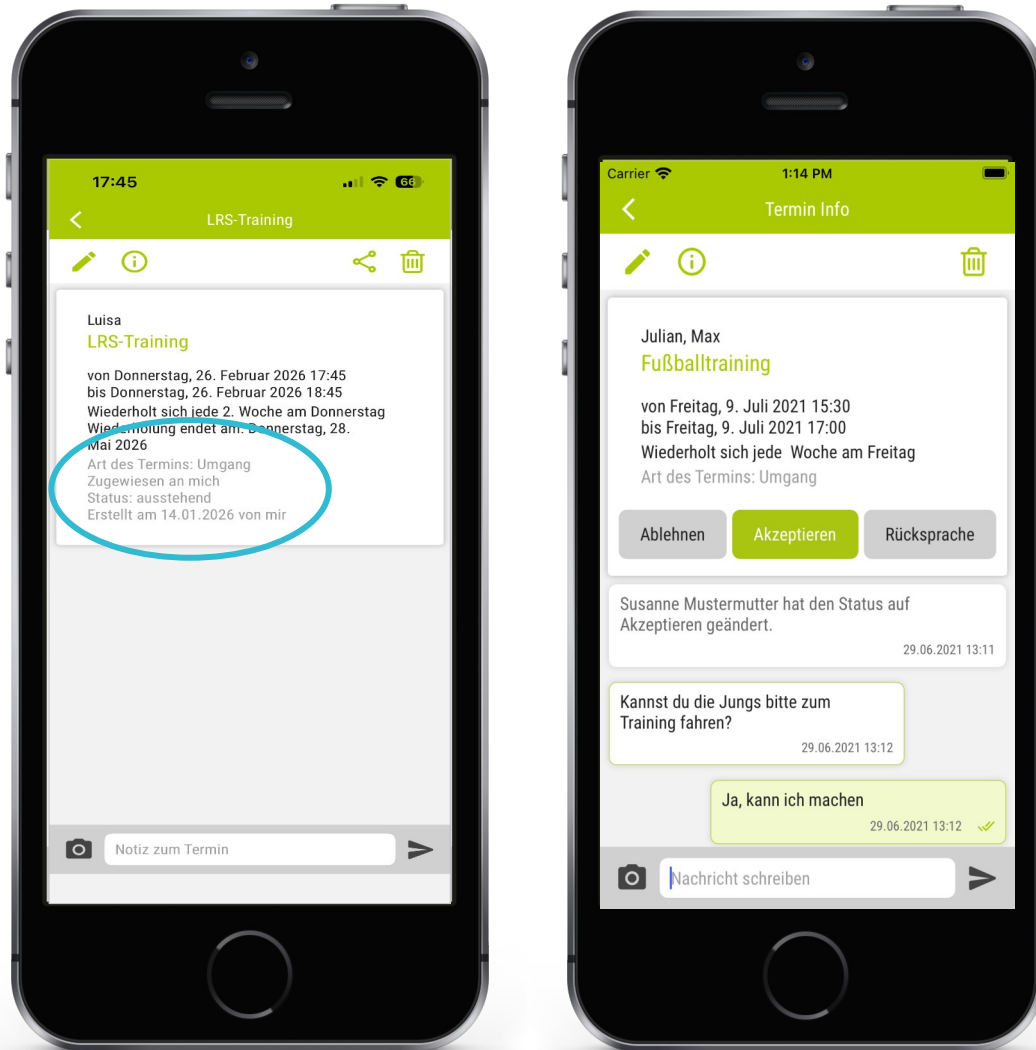 17:45
66
LRS-Training
Luisa
LRS-Training
von Donnerstag, 26. Februar 2026 17:45
bis Donnerstag, 26. Februar 2026 18:45
Wiederholt sich jede 2. Woche am Donnerstag
Wiederholung endet am: Donnerstag, 28.
Mai 2026
Art des Termins: Umgang
Zugewiesen an mich
Status: ausstehend
Erstellt am 14.01.2026 von mir
Notiz zum Termin
Carrier 1:14 PM
Termin Info
Julian, Max
Fußballtraining
von Freitag, 9. Juli 2021 15:30
bis Freitag, 9. Juli 2021 17:00
Wiederholt sich jede Woche am Freitag
Art des Termins: Umgang
Ablehnen Akzeptieren Rücksprache
Susanne Mustermutter hat den Status auf
Akzeptieren geändert.
29.06.2021 13:11
Kannst du die Jungs bitte zum
Training fahren?
29.06.2021 13:12
Ja, kann ich machen
29.06.2021 13:12
Nachricht schreiben